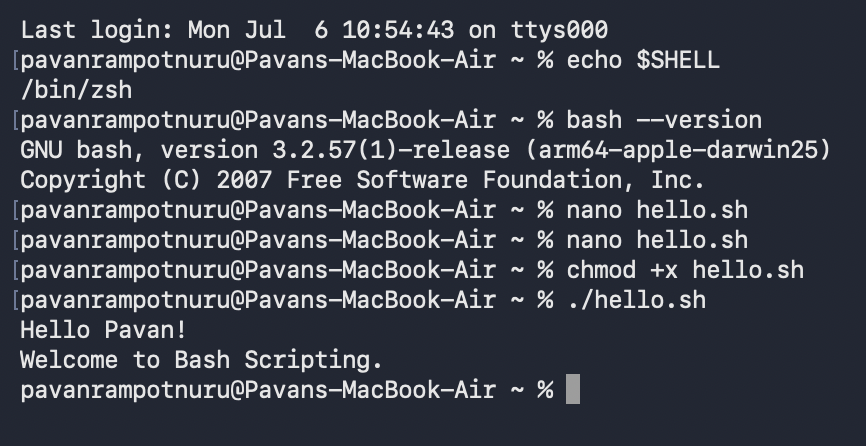 Last login: Mon Jul  6 10:54:43 on ttys000
[pavanrampotnuru@Pavans-MacBook-Air ~ % echo $SHELL
/bin/zsh
[pavanrampotnuru@Pavans-MacBook-Air ~ % bash --version
GNU bash, version 3.2.57(1)-release (arm64-apple-darwin25)
Copyright (C) 2007 Free Software Foundation, Inc.
[pavanrampotnuru@Pavans-MacBook-Air ~ % nano hello.sh
[pavanrampotnuru@Pavans-MacBook-Air ~ % nano hello.sh
[pavanrampotnuru@Pavans-MacBook-Air ~ % chmod +x hello.sh
[pavanrampotnuru@Pavans-MacBook-Air ~ % ./hello.sh
Hello Pavan!
Welcome to Bash Scripting.
pavanrampotnuru@Pavans-MacBook-Air ~ %